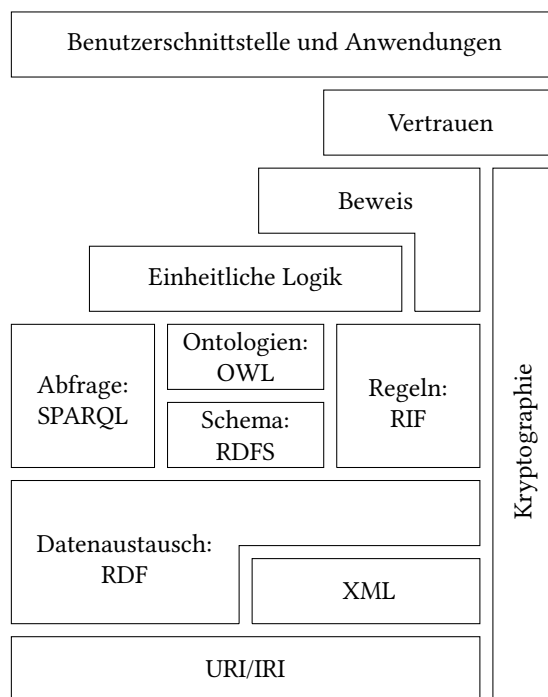 Benutzerschnittstelle und Anwendungen
Vertrauen
Beweis
Einheitliche Logik
Abfrage:
SPARQL
Ontologien:
OWL
Schema:
RDFS
Regeln:
RIF
Kryptographie
Datenaustausch:
RDF
XML
URI/IRI